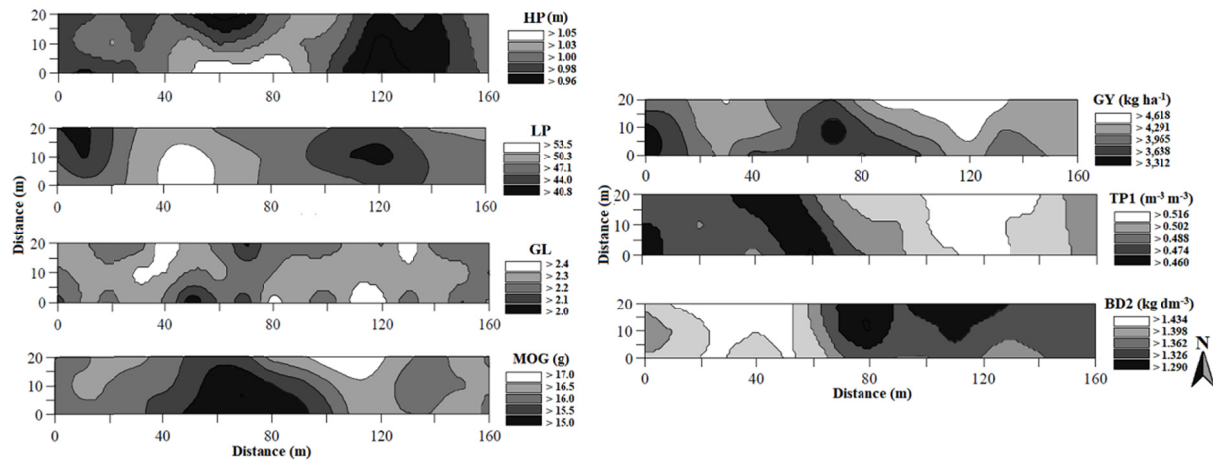 HP (m)
20
10
0
> 1.05
> 1.03
> 1.00
> 0.98
> 0.96
0 40 80 120 160
LP
20
10
0
> 53.5
> 50.3
> 47.1
> 44.0
> 40.8
0 40 80 120 160
Distance (m)
GL
20
10
0
> 2.4
> 2.3
> 2.2
> 2.1
> 2.0
0 40 80 120 160
MOG (g)
20
10
0
> 17.0
> 16.5
> 16.0
> 15.5
> 15.0
0 40 80 120 160
Distance (m)
GY (kg ha⁻¹)
20
10
0
> 4,618
> 4,291
> 3,965
> 3,638
> 3,312
0 40 80 120 160
Distance (m)
TP1 (m⁻³ m⁻³)
20
10
0
> 0.516
> 0.502
> 0.488
> 0.474
> 0.460
0 40 80 120 160
BD2 (kg dm⁻³)
20
10
0
> 1.434
> 1.398
> 1.362
> 1.326
> 1.290
0 40 80 120 160
Distance (m)
N